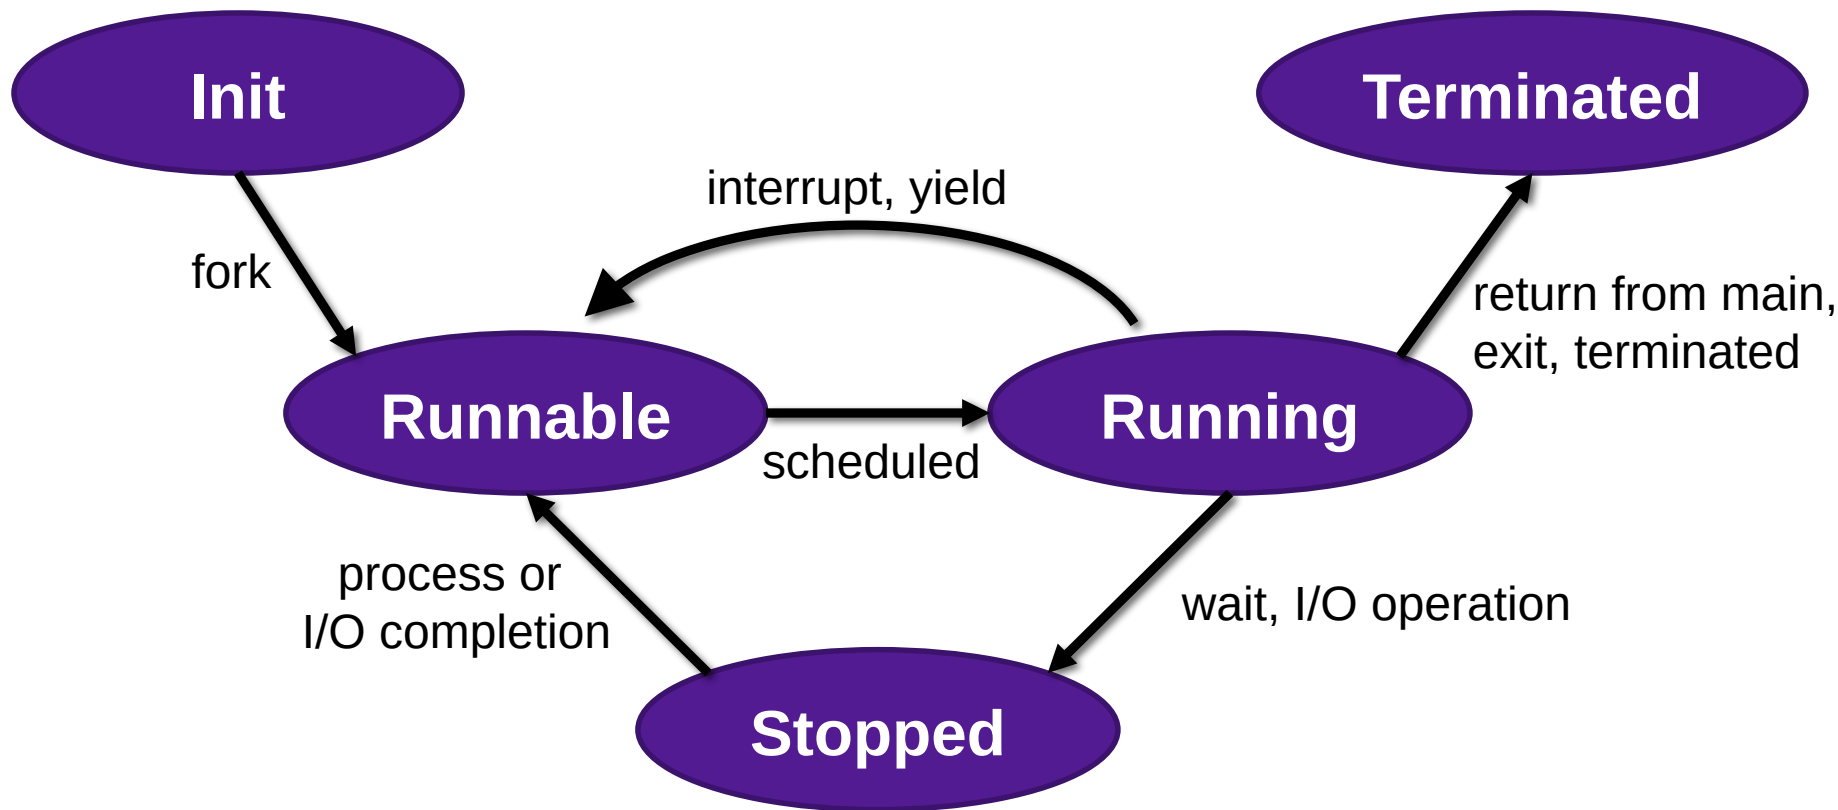 Init
Terminated
interrupt, yield
fork
return from main,
exit, terminated
Runnable
Running
scheduled
process or
I/O completion
wait, I/O operation
Stopped